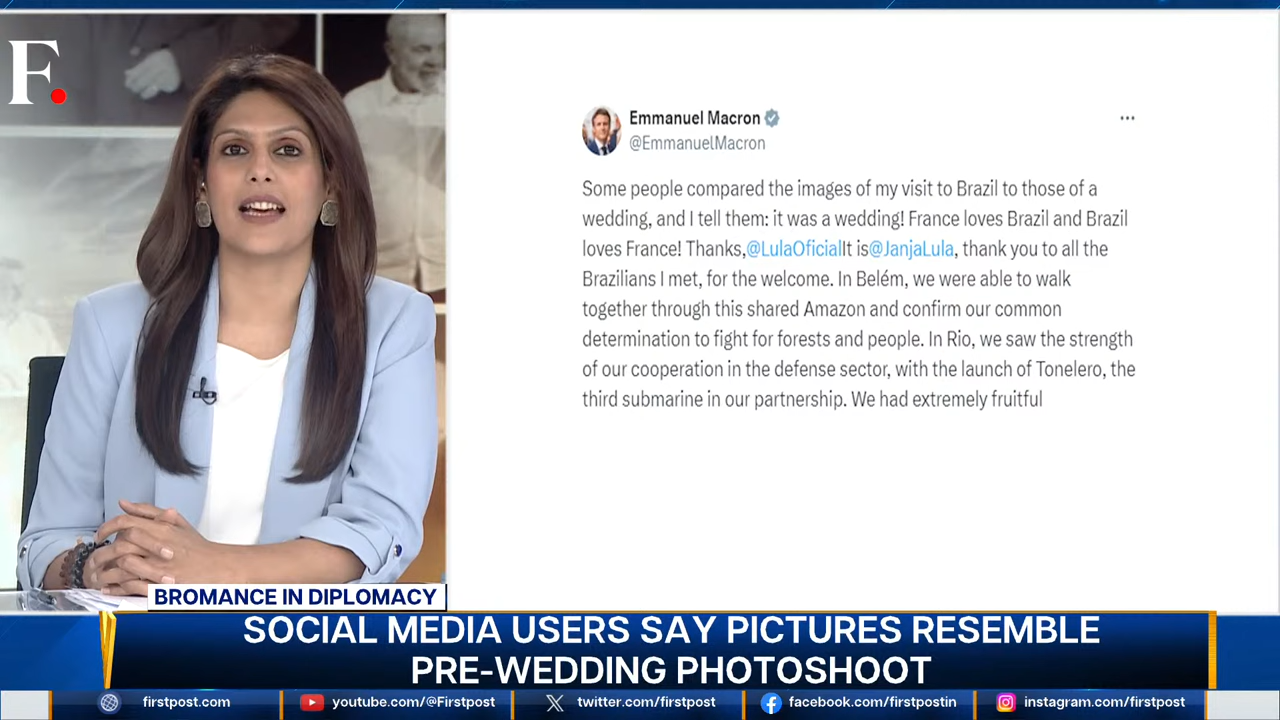 F.
Emmanuel Macron
@EmmanuelMacron
Some people compared the images of my visit to Brazil to those of a
wedding, and I tell them: it was a wedding! France loves Brazil and Brazil
loves France! Thanks,@LulaOficialIt is@JanjaLula, thank you to all the
Brazilians I met, for the welcome. In Belém, we were able to walk
together through this shared Amazon and confirm our common
determination to fight for forests and people. In Rio, we saw the strength
of our cooperation in the defense sector, with the launch of Tonelero, the
third submarine in our partnership. We had extremely fruitful
BROMANCE IN DIPLOMACY
SOCIAL MEDIA USERS SAY PICTURES RESEMBLE
PRE-WEDDING PHOTOSHOOT
firstpost.com
youtube.com/@Firstpost
twitter.com/firstpost
facebook.com/firstpostin
instagram.com/firstpost